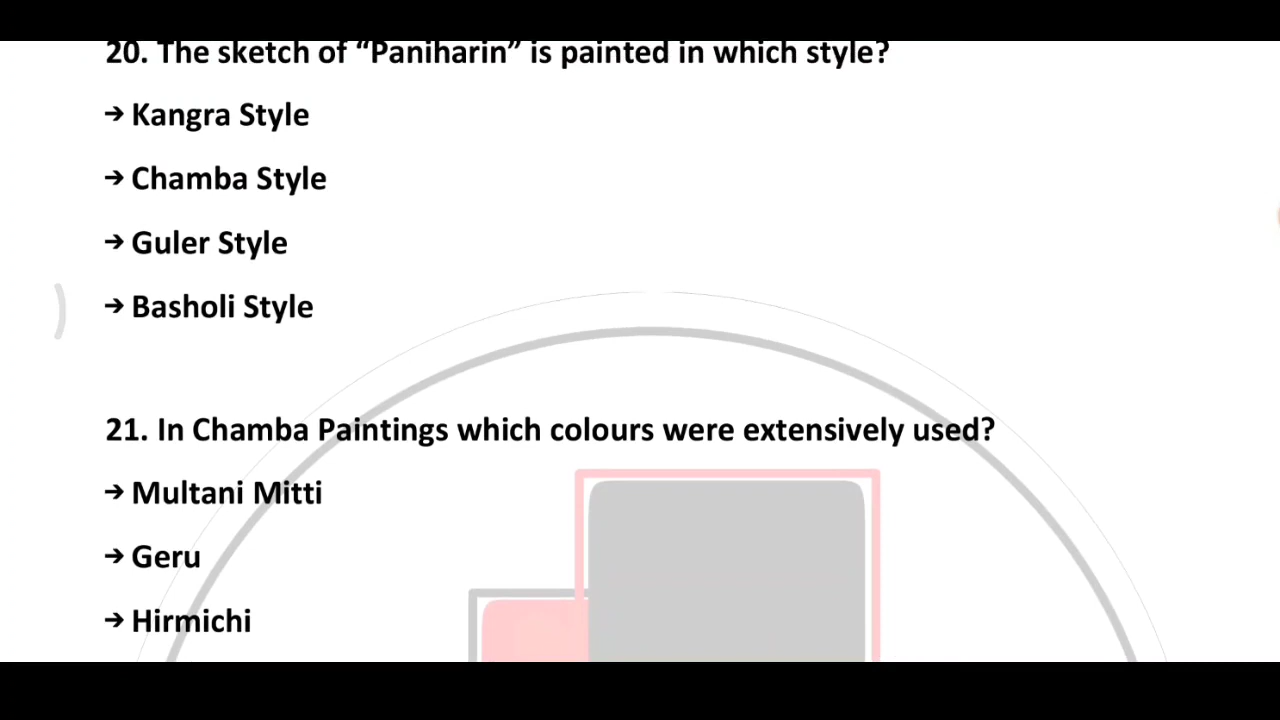 20. The sketch of “Paniharin” is painted in which style?
→ Kangra Style
→ Chamba Style
→ Guler Style
→ Basholi Style
21. In Chamba Paintings which colours were extensively used?
→ Multani Mitti
→ Geru
→ Hirmichi